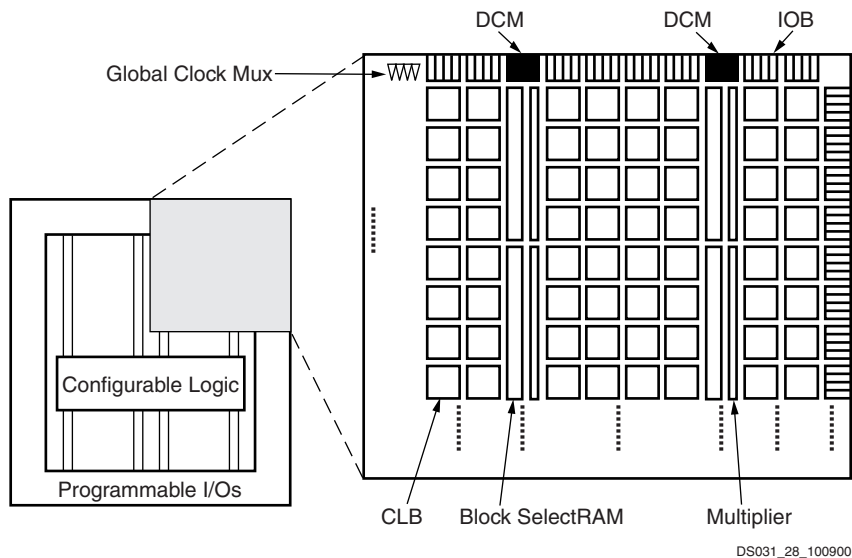 DCM
DCM
IOB
Global Clock Mux
Configurable Logic
Programmable I/Os
CLB
Block SelectRAM
Multiplier
DS031_28_100900